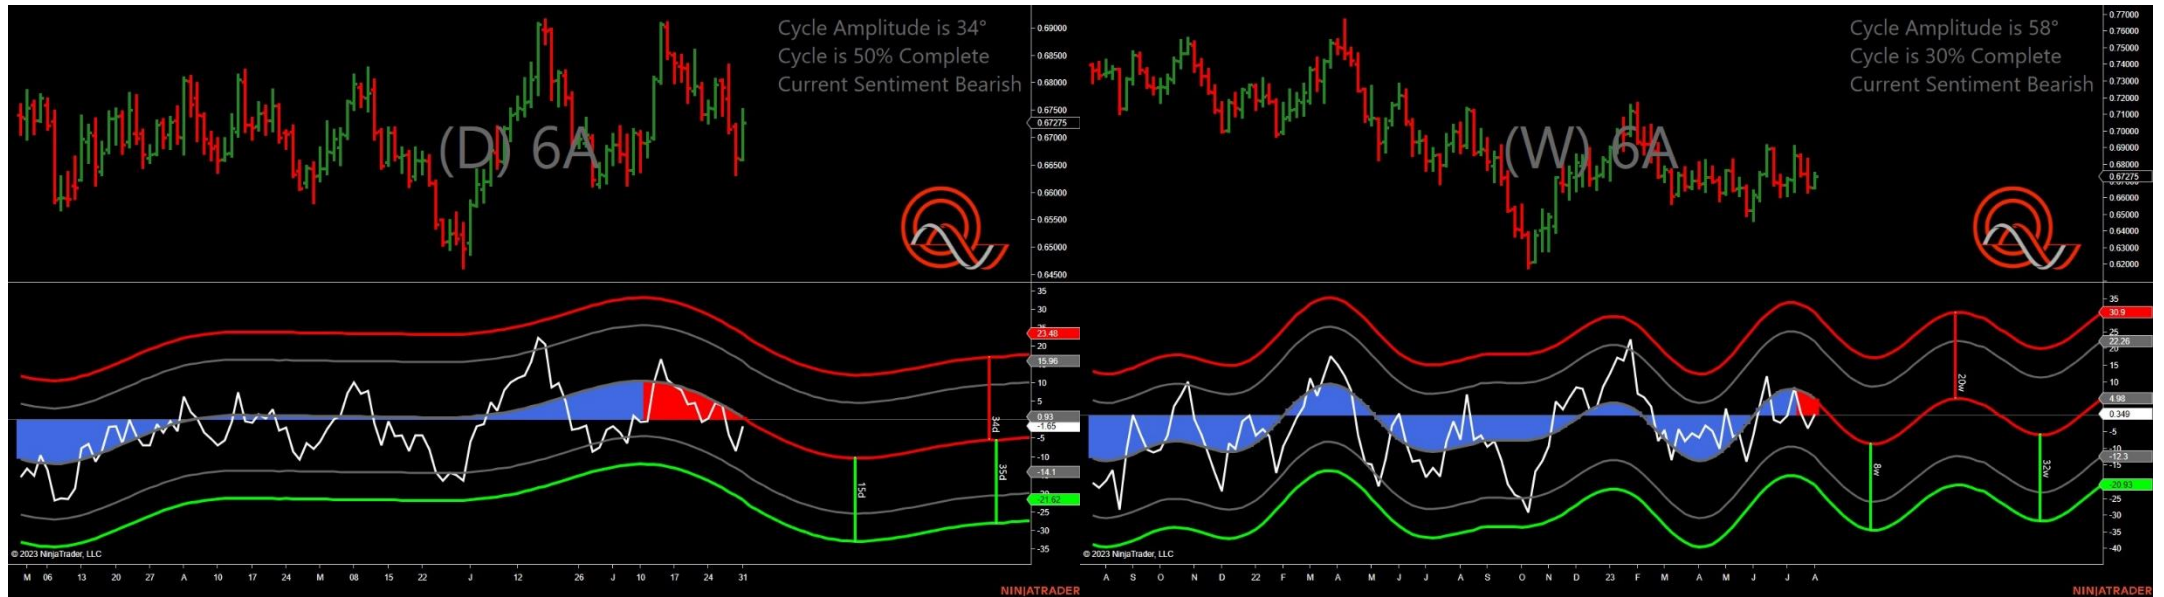 Cycle Amplitude is 34°
Cycle is 50% Complete
Current Sentiment Bearish
(D) 6A
0.69000
0.68500
0.68000
0.67500
0.67275
0.67000
0.66500
0.66000
0.65500
0.65000
0.64500
35
30
23.48
20
15.96
10
5
0.93
-1.65
-5
-10
-14.1
-21.62
-25
-30
-35
15d
34d
35d
© 2023 NinjaTrader, LLC
M 06 13 20 27 A 10 17 24 M 08 15 22 J 12 26 J 10 17 24 31
NINJATRADER
Cycle Amplitude is 58°
Cycle is 30% Complete
Current Sentiment Bearish
(W) 6A
0.77000
0.76000
0.75000
0.74000
0.73000
0.72000
0.71000
0.70000
0.69000
0.68000
0.67275
0.66000
0.65000
0.64000
0.63000
0.62000
35
30.9
25
22.26
15
10
4.98
0.349
-5
-12.3
-15
-20.93
-25
-30
-35
-40
8w
20w
32w
© 2023 NinjaTrader, LLC
A S O N D 22 F M A M J J A S O N D 23 F M A M J J A
NINJATRADER